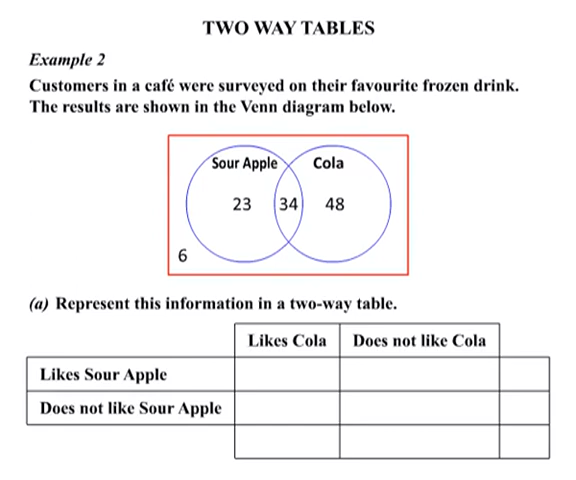 TWO WAY TABLES
Example 2
Customers in a café were surveyed on their favourite frozen drink.
The results are shown in the Venn diagram below.
Sour Apple Cola
23 34 48
6
(a) Represent this information in a two-way table.
Likes Cola Does not like Cola
Likes Sour Apple
Does not like Sour Apple